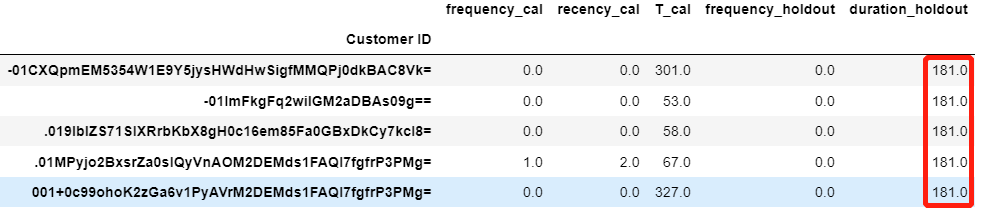 frequency_cal recency_cal T_cal frequency_holdout duration_holdout
Customer ID
-01CXQpmEM5354W1E9Y5jysHWdHwSigfMMQPj0dkBAC8Vk= 0.0 0.0 301.0 0.0 181.0
-01ImFkgFq2wilGM2aDBAs09g== 0.0 0.0 53.0 0.0 181.0
.019lblZS71SlXRrbKbX8gH0c16em85Fa0GBxDkCy7kcI8= 0.0 0.0 58.0 0.0 181.0
.01MPyjo2BxsrZa0slQyVnAOM2DEMds1FAQI7fgfrP3PMg= 1.0 2.0 67.0 0.0 181.0
001+0c99ohoK2zGa6v1PyAVrM2DEMds1FAQI7fgfrP3PMg= 0.0 0.0 327.0 0.0 181.0